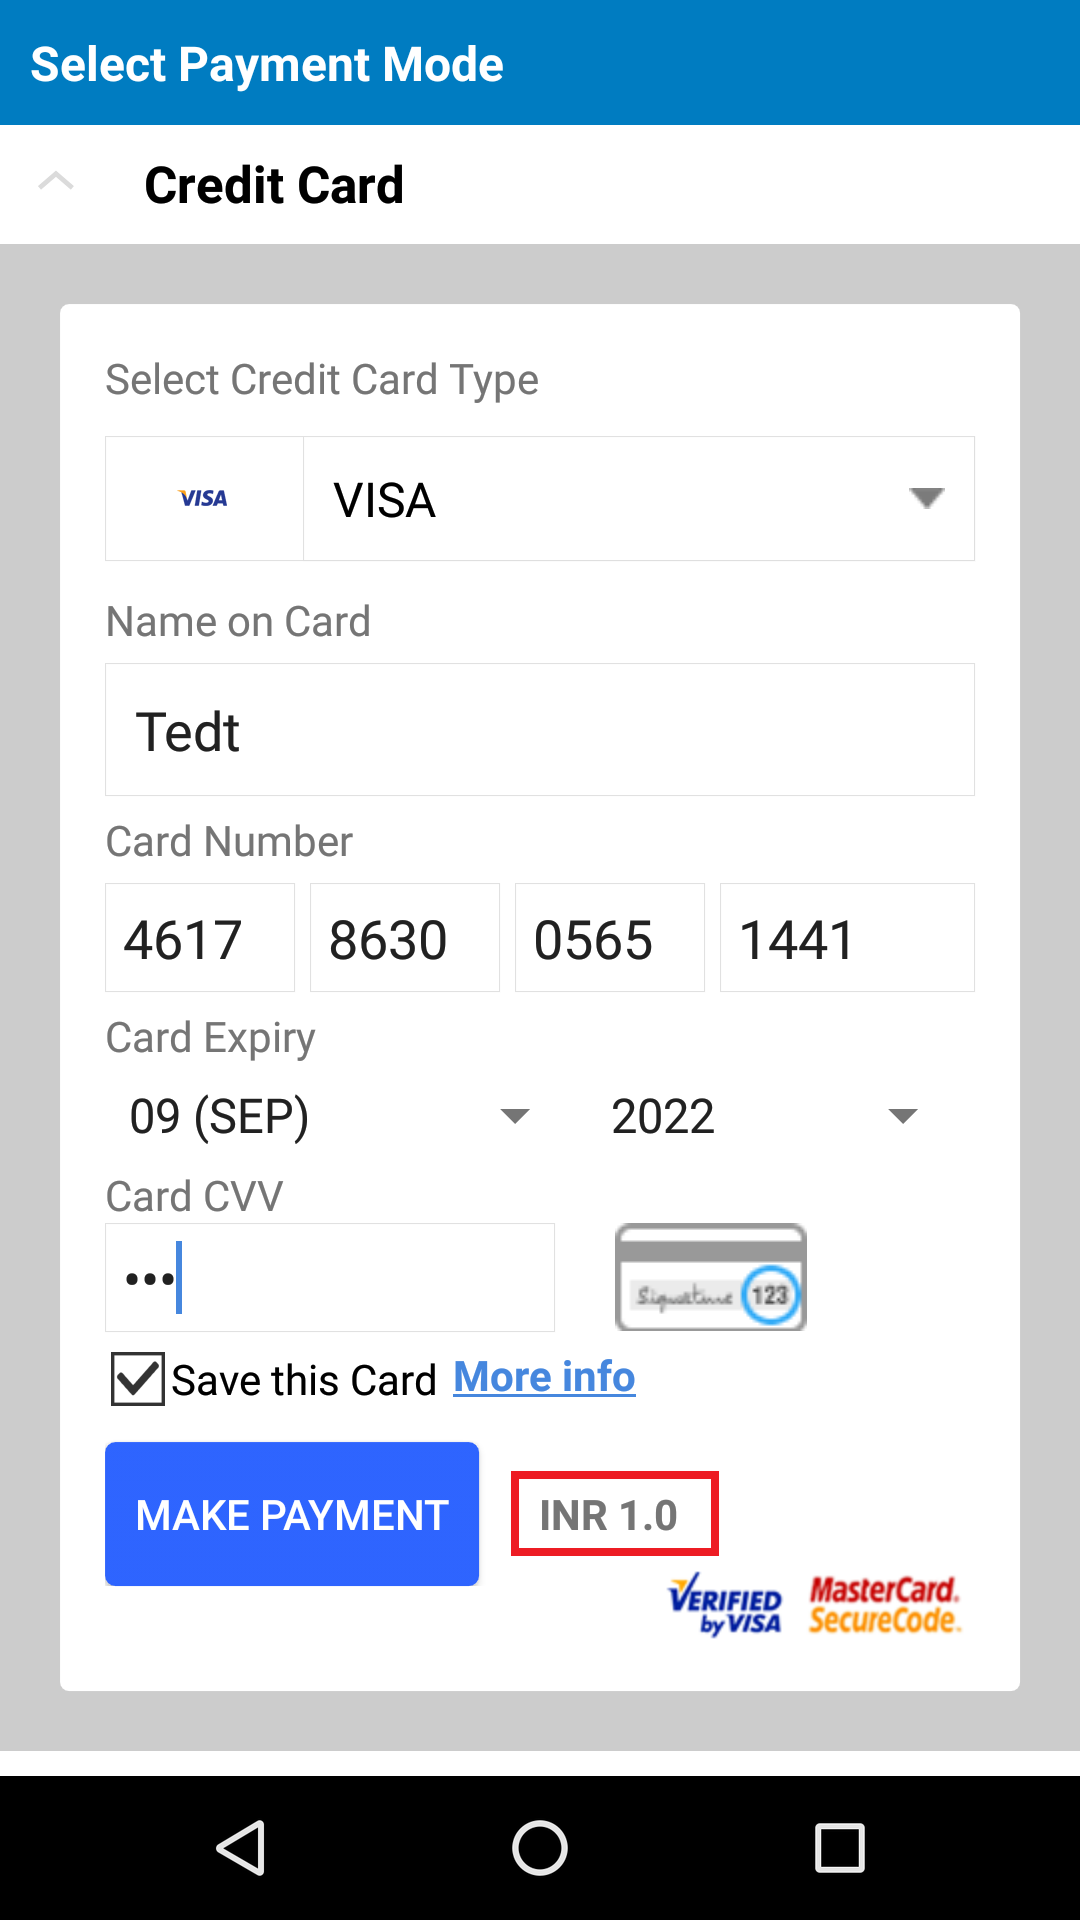 Select Payment Mode
Credit Card
Select Credit Card Type
VISA VISA
Name on Card
Tedt
Card Number
4617 8630 0565 1441
Card Expiry
09 (SEP) 2022
Card CVV
•••
Signature 123
Save this Card More info
MAKE PAYMENT INR 1.0
VERIFIED by VISA MasterCard. SecureCode.